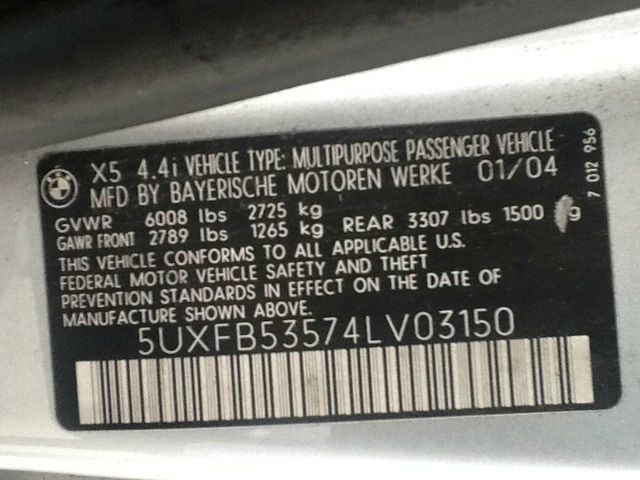 X5 4.4i VEHICLE TYPE: MULTIPURPOSE PASSENGER VEHICLE
MFD BY BAYERISCHE MOTOREN WERKE 01/04
GVWR 6008 lbs 2725 kg
GAWR FRONT 2789 lbs 1265 kg REAR 3307 lbs 1500 kg
THIS VEHICLE CONFORMS TO ALL APPLICABLE U.S.
FEDERAL MOTOR VEHICLE SAFETY AND THEFT
PREVENTION STANDARDS IN EFFECT ON THE DATE OF
MANUFACTURE SHOWN ABOVE.
5UXFB53574LV03150
7 012 956